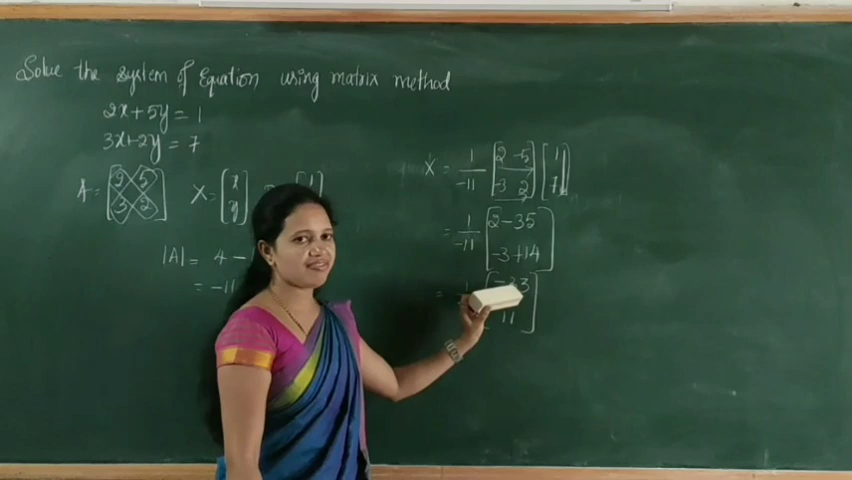 Solve the system of Equation using matrix method
2x+5y = 1
3x+2y = 7
A = [2 5
3 2]
X = [x
y] = [1
|A| = 4 -
= -11
X = 1/-11 [2 -5
-3 2] [1
7]
= 1/-11 [2-35
-3+14]
= 1 [-33
11]